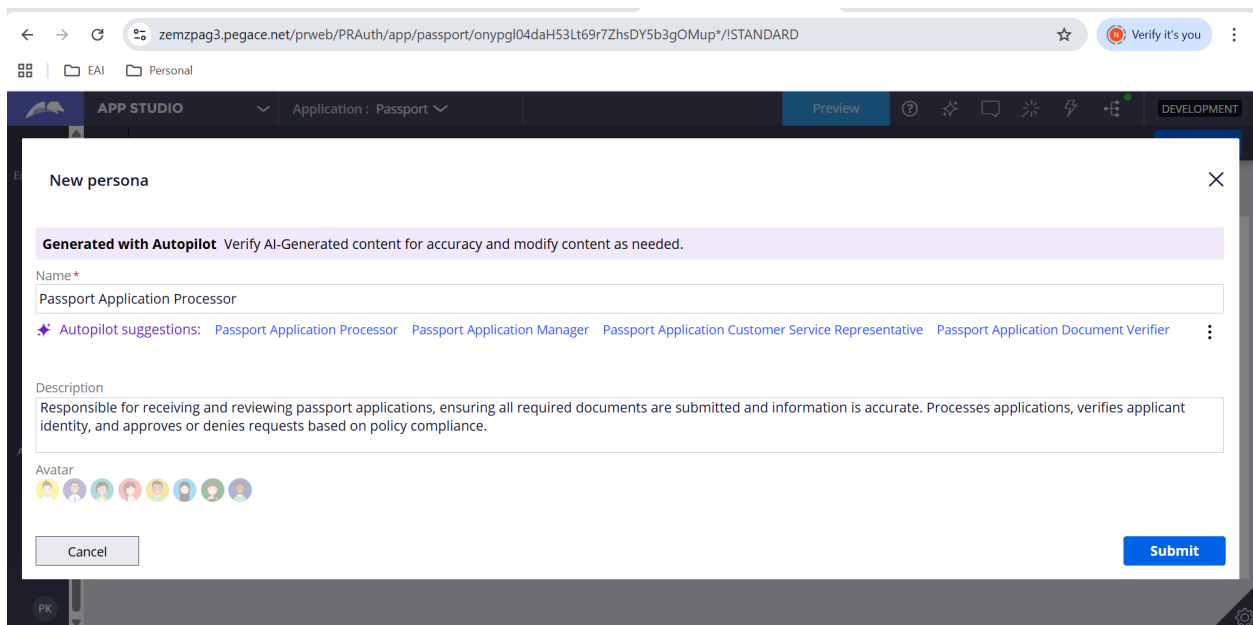 zemzpag3.pegace.net/prweb/PRAuth/app/passport/onypgl04daH53Lt69r7ZhsDY5b3gOMup*/!STANDARD
N Verify it's you
EAI Personal
APP STUDIO Application : Passport Preview DEVELOPMENT
New persona
Generated with Autopilot Verify AI-Generated content for accuracy and modify content as needed.
Name*
Passport Application Processor
Autopilot suggestions: Passport Application Processor Passport Application Manager Passport Application Customer Service Representative Passport Application Document Verifier
Description
Responsible for receiving and reviewing passport applications, ensuring all required documents are submitted and information is accurate. Processes applications, verifies applicant
identity, and approves or denies requests based on policy compliance.
Avatar
Cancel Submit
PK